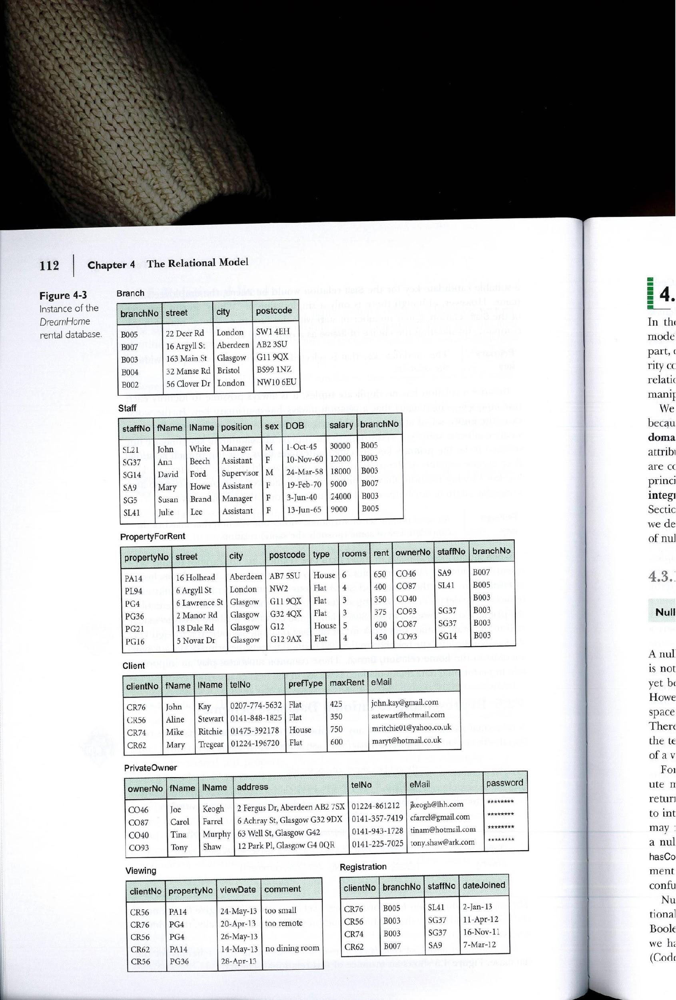 112 Chapter 4 The Relational Model
Figure 4-3
Instance of the
DreamHome
rental database.
Branch
branchNo street city postcode
B005 22 Deer Rd London SW1 4EH
B007 16 Argyll St Aberdeen AB2 3SU
B003 163 Main St Glasgow G11 9QX
B004 32 Manse Rd Bristol BS99 1NZ
B002 56 Clover Dr London NW10 6EU
Staff
staffNo fName lName position sex DOB salary branchNo
SL21 John White Manager M 1-Oct-45 30000 B005
SG37 Ann Beech Assistant F 10-Nov-60 12000 B003
SG14 David Ford Supervisor M 24-Mar-58 18000 B003
SA9 Mary Howe Assistant F 19-Feb-70 9000 B007
SG5 Susan Brand Manager F 3-Jun-40 24000 B003
SL41 Julie Lee Assistant F 13-Jun-65 9000 B005
PropertyForRent
propertyNo street city postcode type rooms rent ownerNo staffNo branchNo
PA14 16 Holhead Aberdeen AB7 5SU House 6 650 CO46 SA9 B007
PL94 6 Argyll St London NW2 Flat 4 400 CO87 SL41 B005
PG4 6 Lawrence St Glasgow G11 9QX Flat 3 350 CO40 B003
PG36 2 Manor Rd Glasgow G32 4QX Flat 3 375 CO93 SG37 B003
PG21 18 Dale Rd Glasgow G12 House 5 600 CO87 SG37 B003
PG16 5 Novar Dr Glasgow G12 9AX Flat 4 450 CO93 SG14 B003
Client
clientNo fName lName telNo prefType maxRent eMail
CR76 John Kay 0207-774-5632 Flat 425 john.kay@gmail.com
CR56 Aline Stewart 0141-848-1825 Flat 350 astewart@hotmail.com
CR74 Mike Ritchie 01475-392178 House 750 mritchie01@yahoo.co.uk
CR62 Mary Tregear 01224-196720 Flat 600 maryt@hotmail.co.uk
PrivateOwner
ownerNo fName lName address telNo eMail password
CO46 Joe Keogh 2 Fergus Dr, Aberdeen AB2 7SX 01224-861212 jkeogh@lhh.com ********
CO87 Carol Farrel 6 Achray St, Glasgow G32 9DX 0141-357-7419 cfarrel@gmail.com ********
CO40 Tina Murphy 63 Well St, Glasgow G42 0141-943-1728 tinam@hotmail.com ********
CO93 Tony Shaw 12 Park Pl, Glasgow G4 0QR 0141-225-7025 tony.shaw@ark.com ********
Viewing
clientNo propertyNo viewDate comment
CR56 PA14 24-May-13 too small
CR76 PG4 20-Apr-13 too remote
CR56 PG4 26-May-13
CR62 PA14 14-May-13 no dining room
CR56 PG36 28-Apr-13
Registration
clientNo branchNo staffNo dateJoined
CR76 B005 SL41 2-Jan-13
CR56 B003 SG37 11-Apr-12
CR74 B003 SG37 16-Nov-11
CR62 B007 SA9 7-Mar-12
4.
In the
mode
part,
rity
relati
manip
We
becau
doma
attrib
are
princi
integr
Sectio
we de
of nul
4.3.
Null
A nul
is not
yet b
Howe
space
There
the te
of a v
For
ute
return
to int
may
a nul
hasCo
ment
confu
Nu
tional
Boole
we ha
(Cod